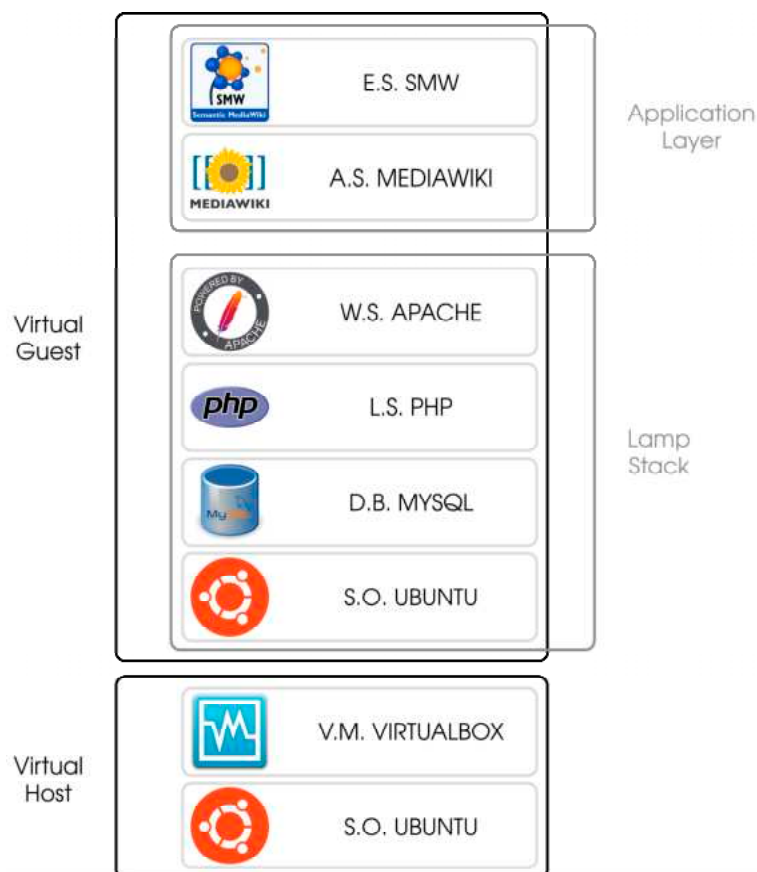 SMW
Semantic MediaWiki
E.S. SMW
Application
Layer
[[ ]]
MEDIAWIKI
A.S. MEDIAWIKI
POWERED BY
APACHE
W.S. APACHE
Virtual
Guest
php
L.S. PHP
Lamp
Stack
My
D.B. MYSQL
S.O. UBUNTU
V.M. VIRTUALBOX
Virtual
Host
S.O. UBUNTU